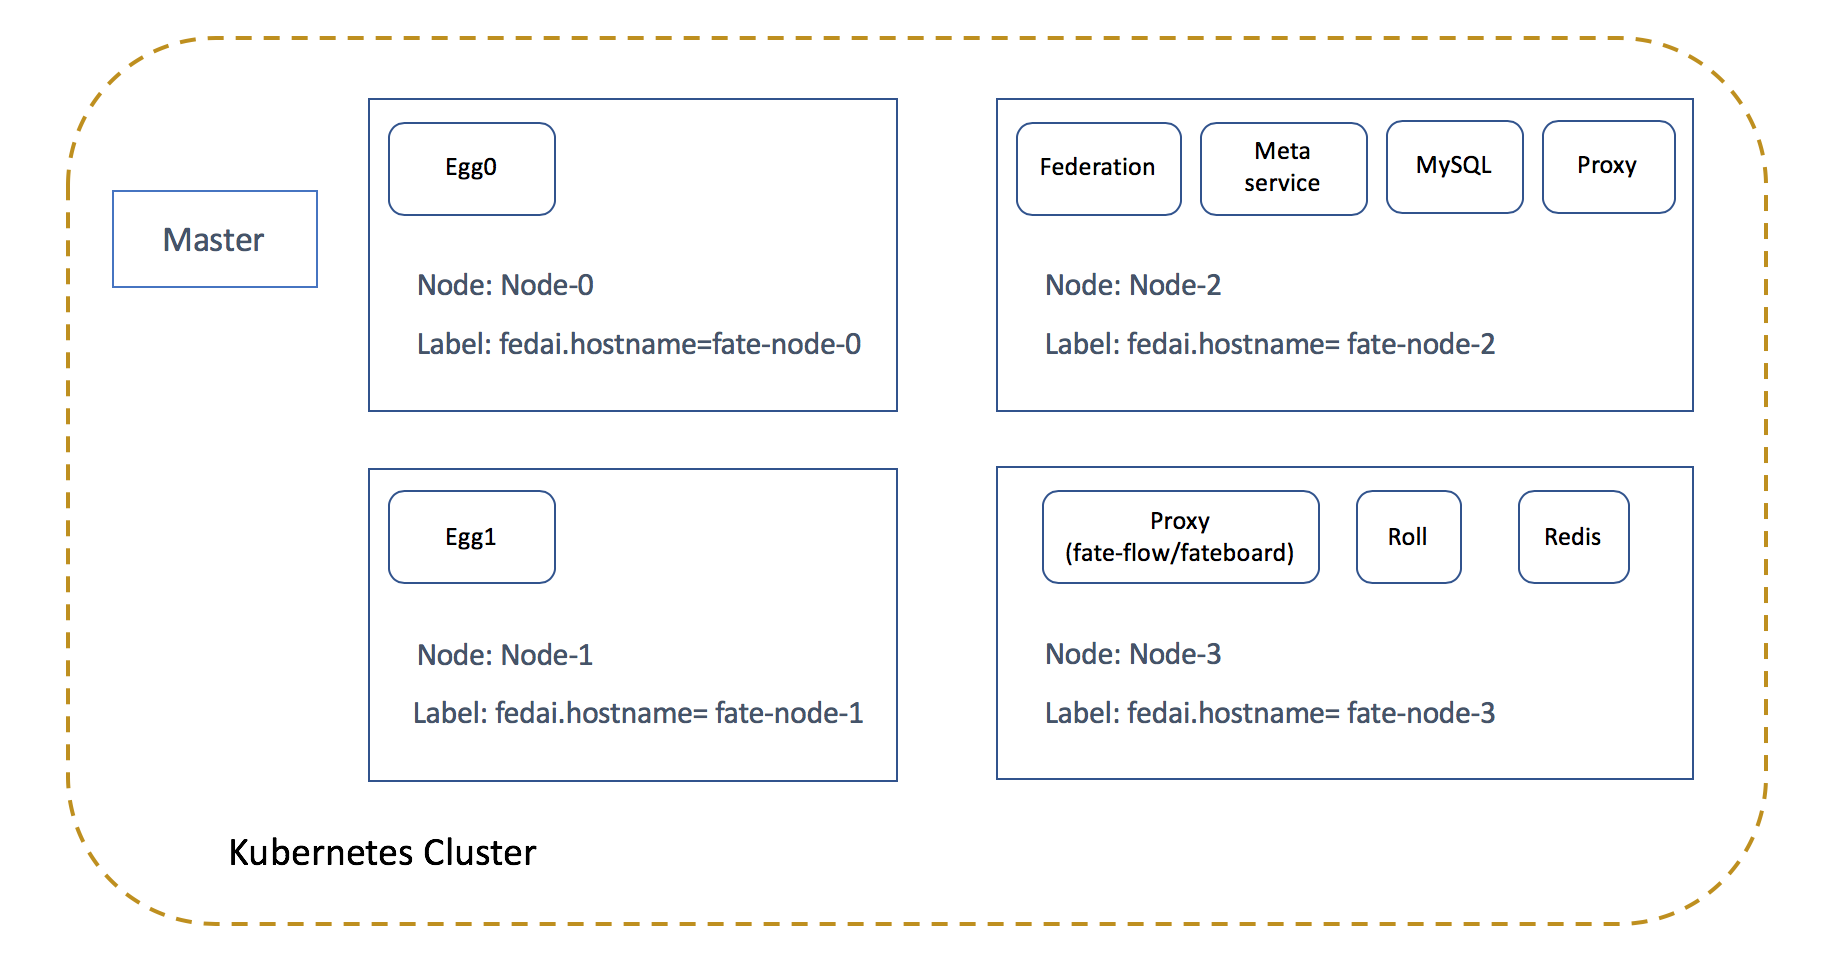 Master
Egg0
Node: Node-0
Label: fedai.hostname=fate-node-0
Federation
Meta
service
MySQL
Proxy
Node: Node-2
Label: fedai.hostname= fate-node-2
Egg1
Node: Node-1
Label: fedai.hostname= fate-node-1
Proxy
(fate-flow/fateboard)
Roll
Redis
Node: Node-3
Label: fedai.hostname= fate-node-3
Kubernetes Cluster